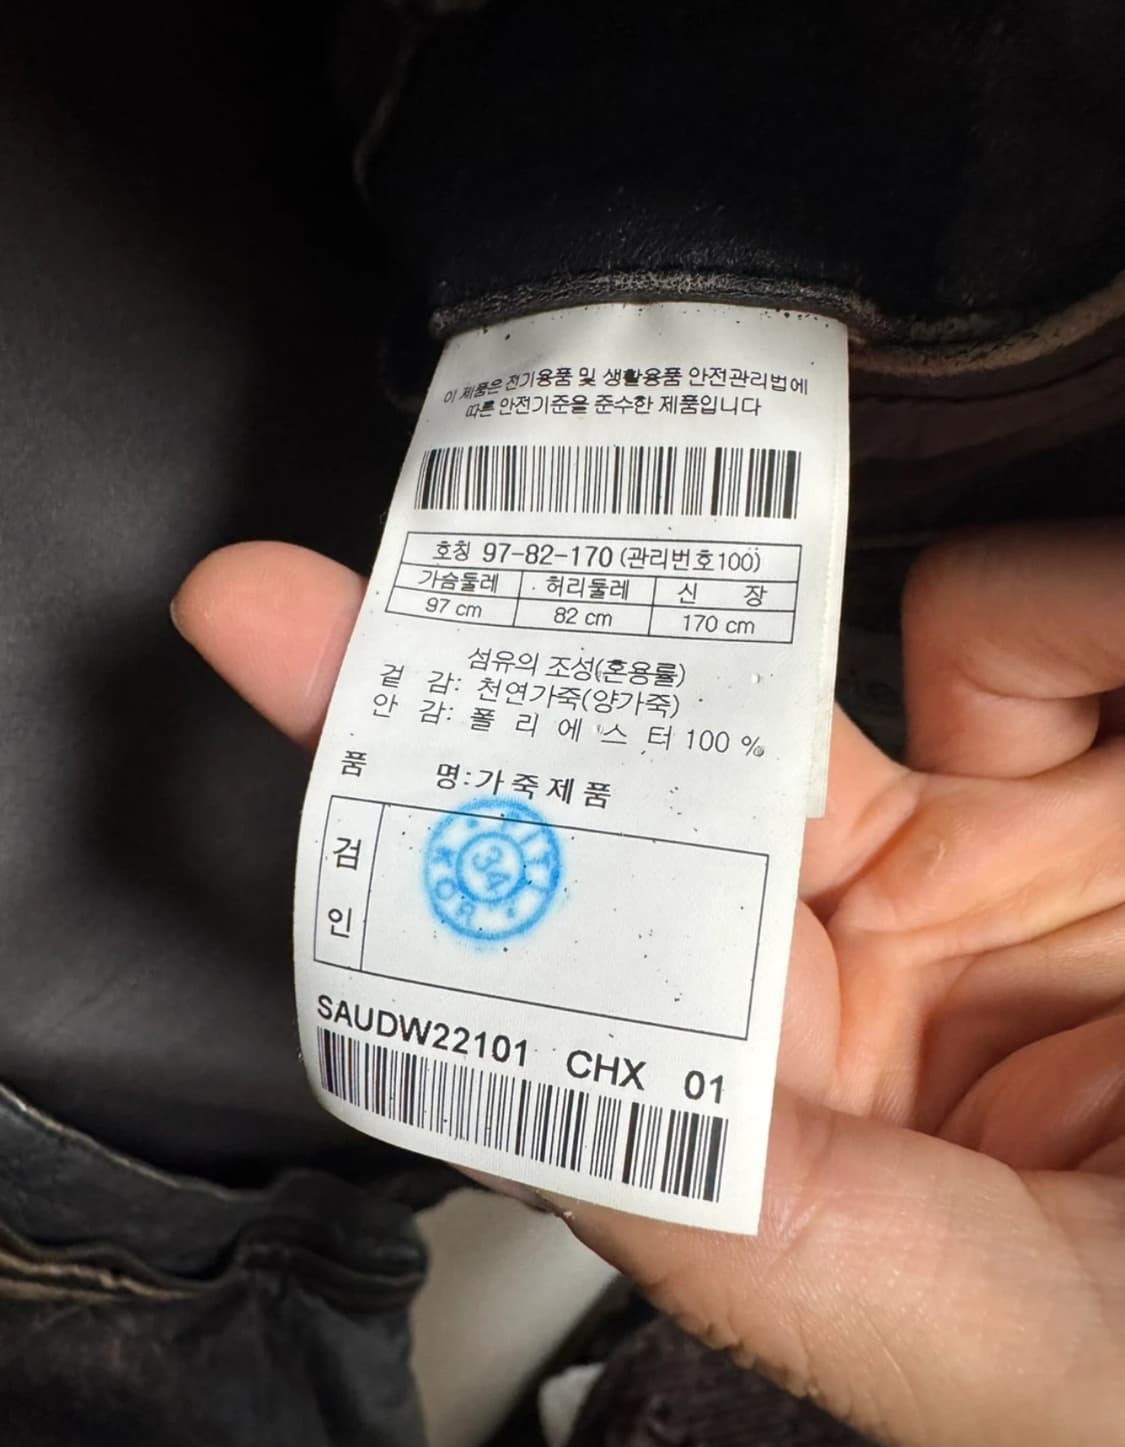 이 제품은 전기용품 및 생활용품 안전관리법에
따른 안전기준을 준수한 제품입니다
호칭 97-82-170 (관리번호100)
가슴둘레 허리둘레 신 장
97 cm 82 cm 170 cm
섬유의 조성(혼용률)
겉 감: 천연가죽(양가죽)
안 감: 폴 리 에 스 터 100 %
품 명:가죽제품
검
인
34
SAUDW22101 CHX 01